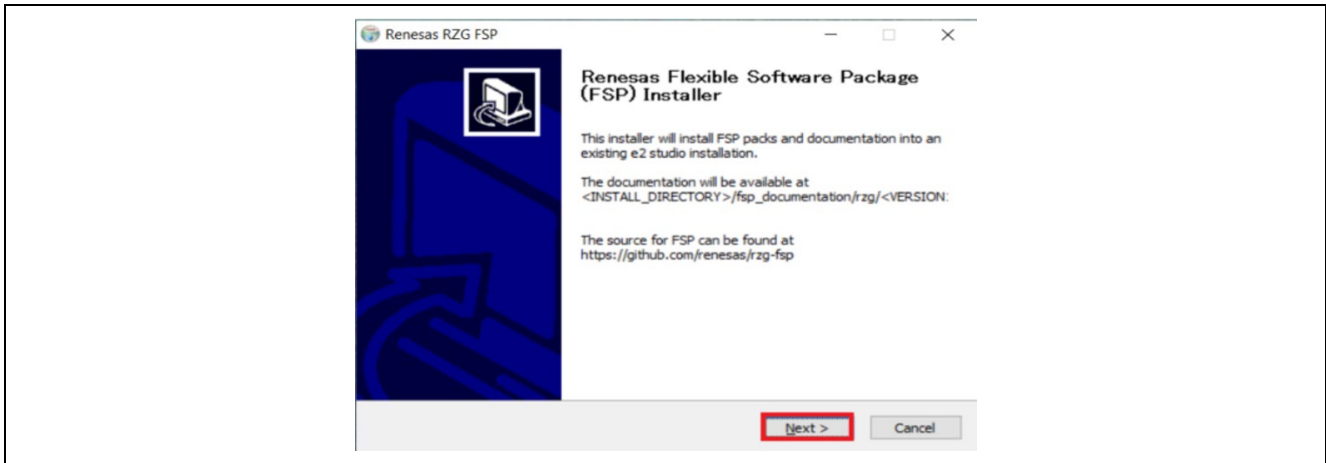 Renesas RZG FSP
Renesas Flexible Software Package
(FSP) Installer
This installer will install FSP packs and documentation into an
existing e2 studio installation.
The documentation will be available at
<INSTALL_DIRECTORY>/fsp_documentation/rzg/<VERSION:
The source for FSP can be found at
https://github.com/renesas/rzg-fsp
Next >
Cancel